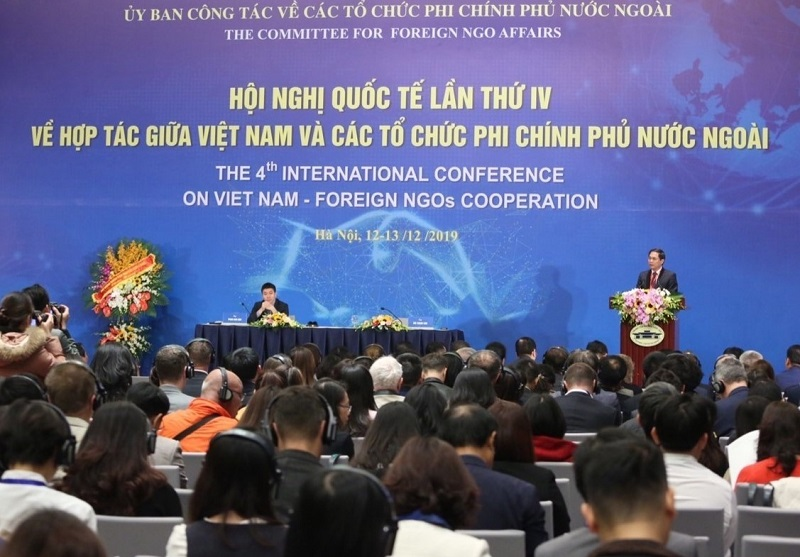 ỦY BAN CÔNG TÁC VỀ CÁC TỔ CHỨC PHI CHÍNH PHỦ NƯỚC NGOÀI
THE COMMITTEE FOR FOREIGN NGO AFFAIRS
HỘI NGHỊ QUỐC TẾ LẦN THỨ IV
VỀ HỢP TÁC GIỮA VIỆT NAM VÀ CÁC TỔ CHỨC PHI CHÍNH PHỦ NƯỚC NGOÀI
THE 4th INTERNATIONAL CONFERENCE
ON VIET NAM - FOREIGN NGOs COOPERATION
Hà Nội, 12-13 /12 /2019